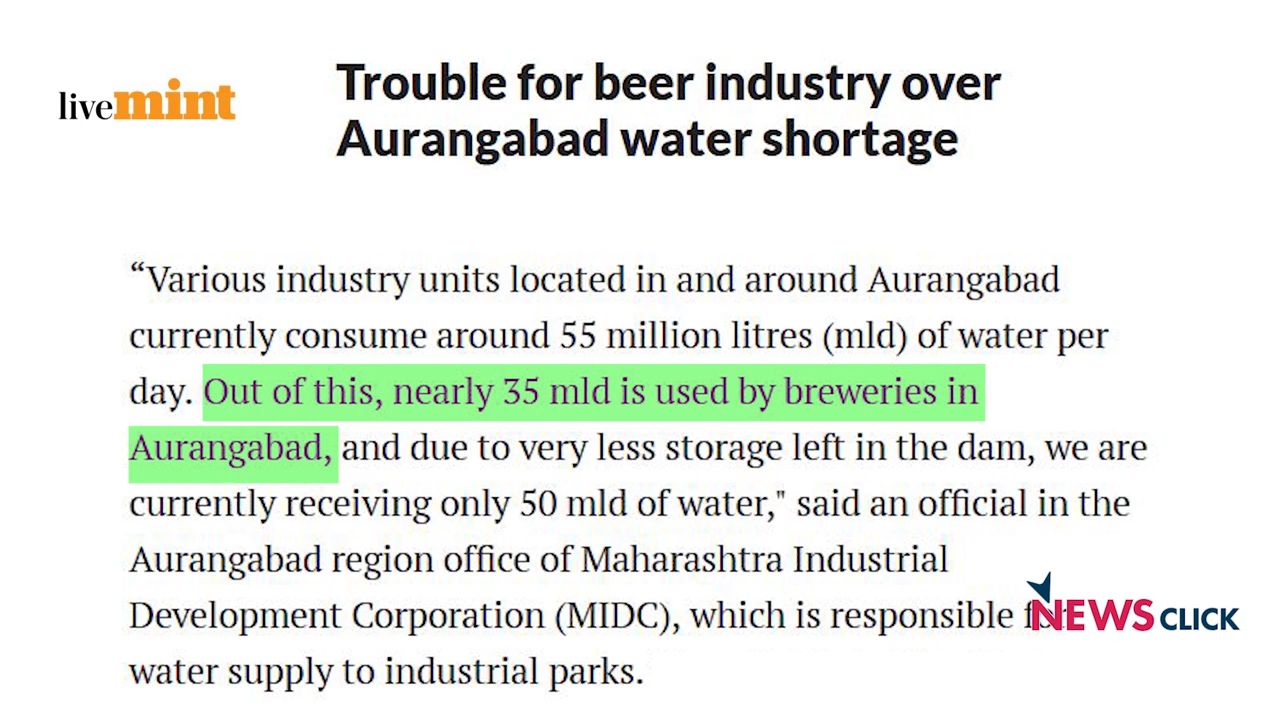 livemint
Trouble for beer industry over
Aurangabad water shortage
“Various industry units located in and around Aurangabad
currently consume around 55 million litres (mld) of water per
day. Out of this, nearly 35 mld is used by breweries in
Aurangabad, and due to very less storage left in the dam, we are
currently receiving only 50 mld of water," said an official in the
Aurangabad region office of Maharashtra Industrial
Development Corporation (MIDC), which is responsible for
water supply to industrial parks.
NEWSCLICK